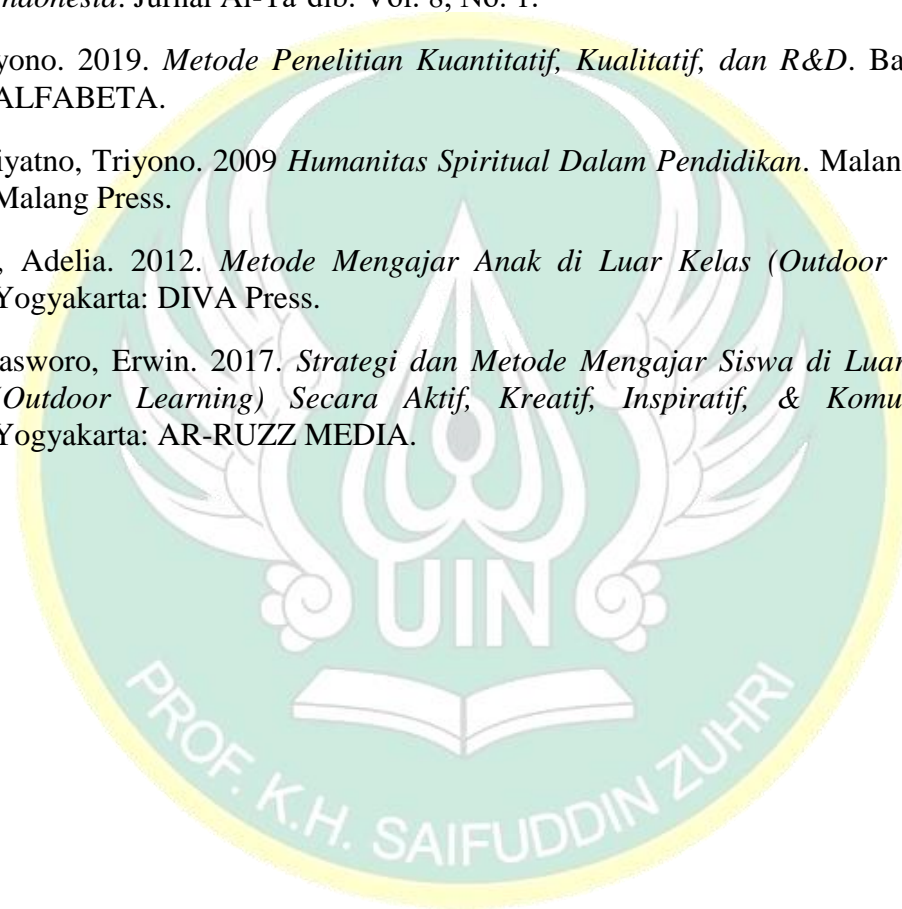 ndonesia. Jurnal Al-Ta'dib. Vol. 8, No. 1.
yono. 2019. Metode Penelitian Kuantitatif, Kualitatif, dan R&D. Ba
ALFABETA.
iyatno, Triyono. 2009 Humanitas Spiritual Dalam Pendidikan. Malan
Malang Press.
, Adelia. 2012. Metode Mengajar Anak di Luar Kelas (Outdoor
Yogyakarta: DIVA Press.
asworo, Erwin. 2017. Strategi dan Metode Mengajar Siswa di Luar
Outdoor Learning) Secara Aktif, Kreatif, Inspiratif, & Komu
Yogyakarta: AR-RUZZ MEDIA.
UIN
PROF. K.H. SAIFUDDIN ZUHRI